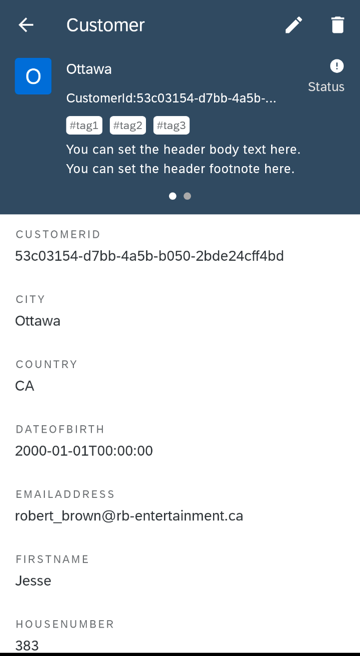 Customer
O
Ottawa
CustomerId:53c03154-d7bb-4a5b-...
Status
#tag1 #tag2 #tag3
You can set the header body text here.
You can set the header footnote here.
CUSTOMERID
53c03154-d7bb-4a5b-b050-2bde24cff4bd
CITY
Ottawa
COUNTRY
CA
DATEOFBIRTH
2000-01-01T00:00:00
EMAILADDRESS
robert_brown@rb-entertainment.ca
FIRSTNAME
Jesse
HOUSENUMBER
383